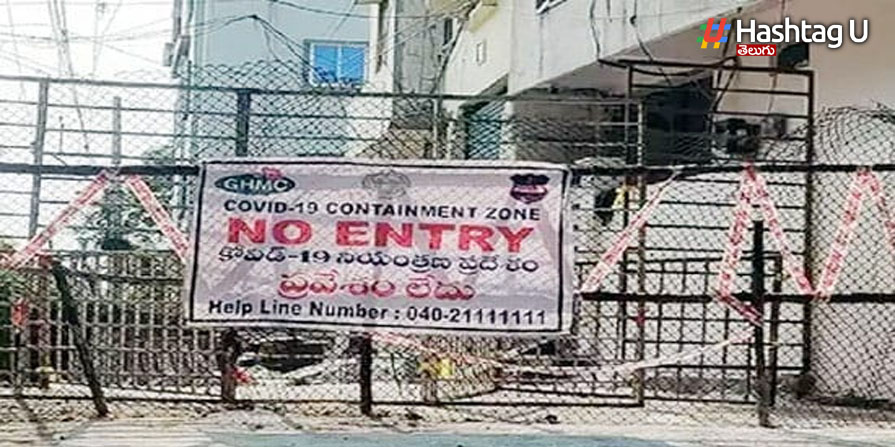 Hashtag U
తెలుగు
GHMC
COVID-19 CONTAINMENT ZONE
NO ENTRY
కోవిడ్-19 నియంత్రణ ప్రదేశం
ప్రవేశం లేదు
Help Line Number : 040-21111111